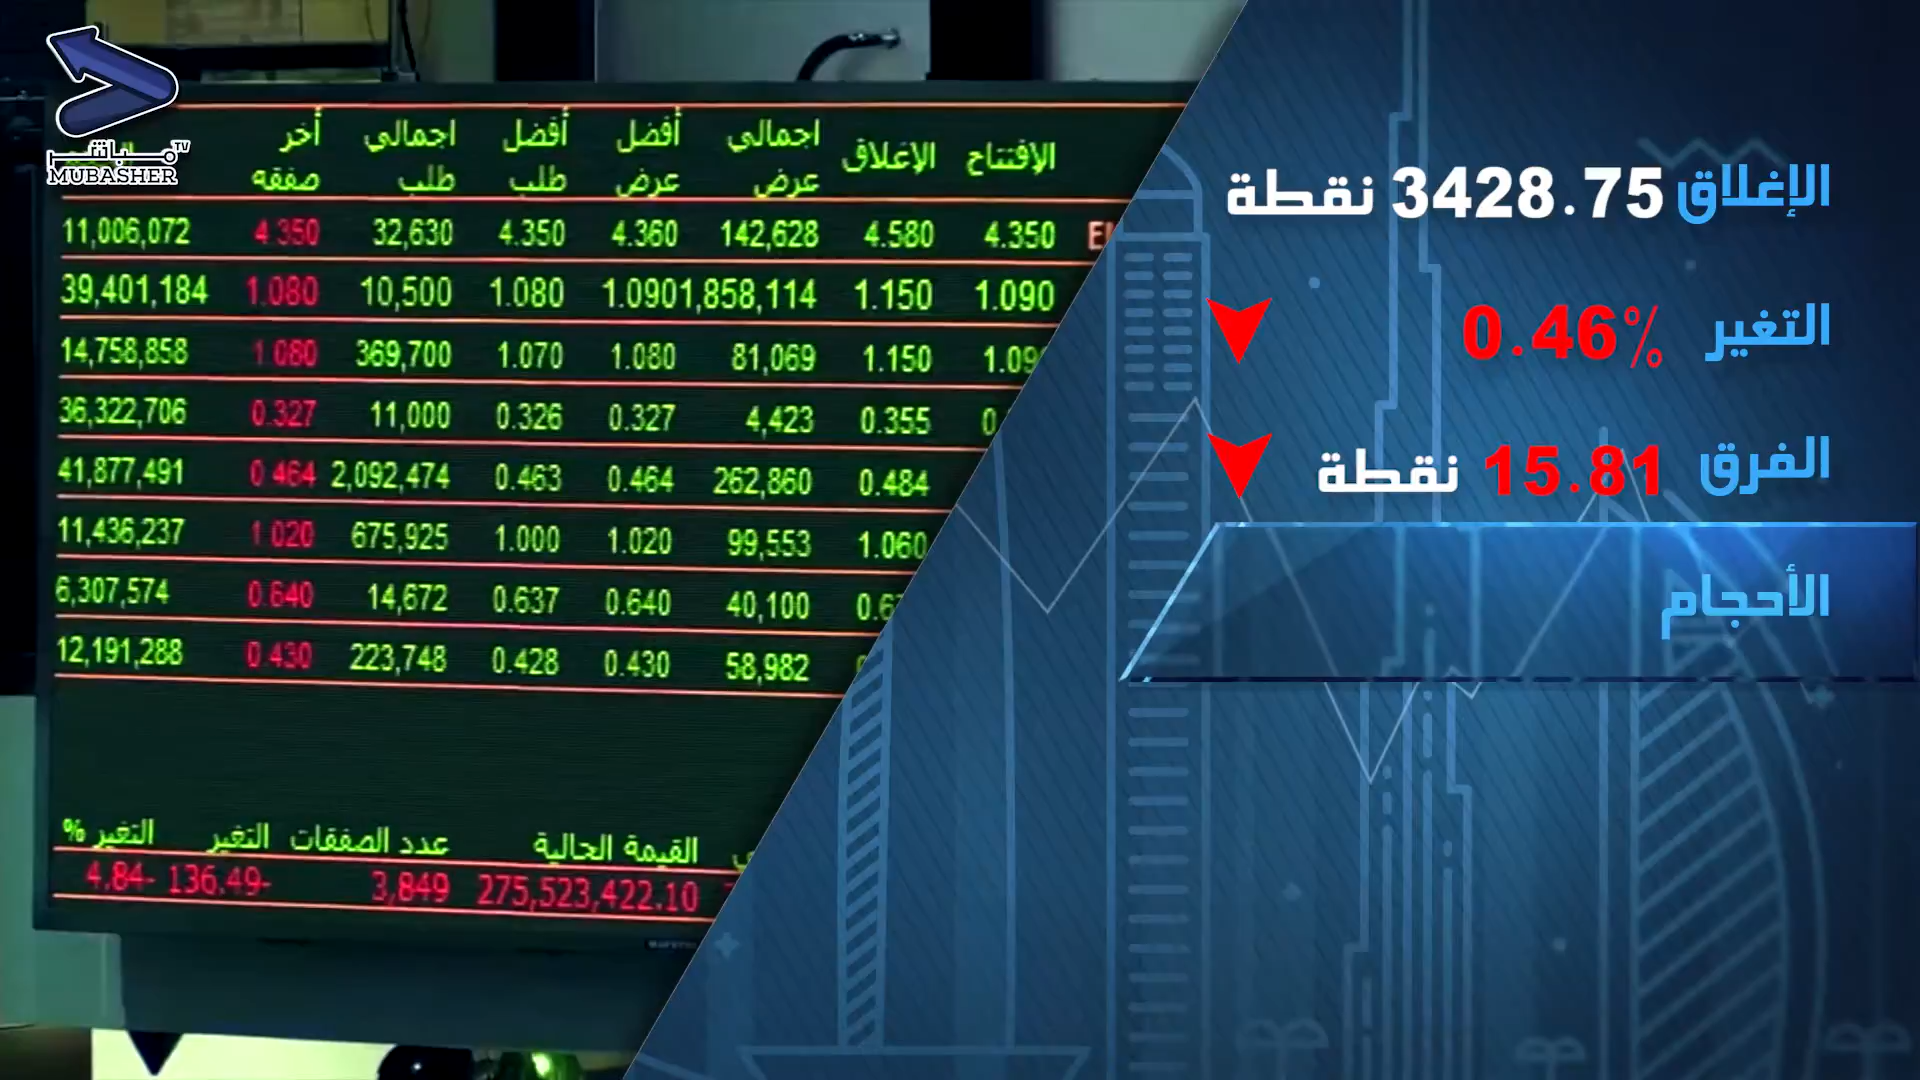 مباشر TV
MUBASHER
الإغلاق 3428.75 نقطة
التغير 0.46%
الفرق 15.81 نقطة
الأحجام
الإفتتاح الإغلاق اجمالي عرض أفضل عرض أفضل طلب اجمالي طلب أخر صفقه
4.350 4.580 142,628 4.360 4.350 32,630 4.350 11,006,072
1.090 1.150 1,858,114 1.090 1.080 10,500 1.080 39,401,184
1.150 81,069 1.080 1.070 369,700 1.080 14,758,858
0.355 4,423 0.327 0.326 11,000 0.327 36,322,706
0.484 262,860 0.464 0.463 2,092,474 0.464 41,877,491
1.060 99,553 1.020 1.000 675,925 1.020 11,436,237
40,100 0.640 0.637 14,672 0.640 6,307,574
58,982 0.430 0.428 223,748 0.430 12,191,288
القيمة الحالية عدد الصفقات التغير التغير %
275,523,422.10 3,849 136.49- 4.84-